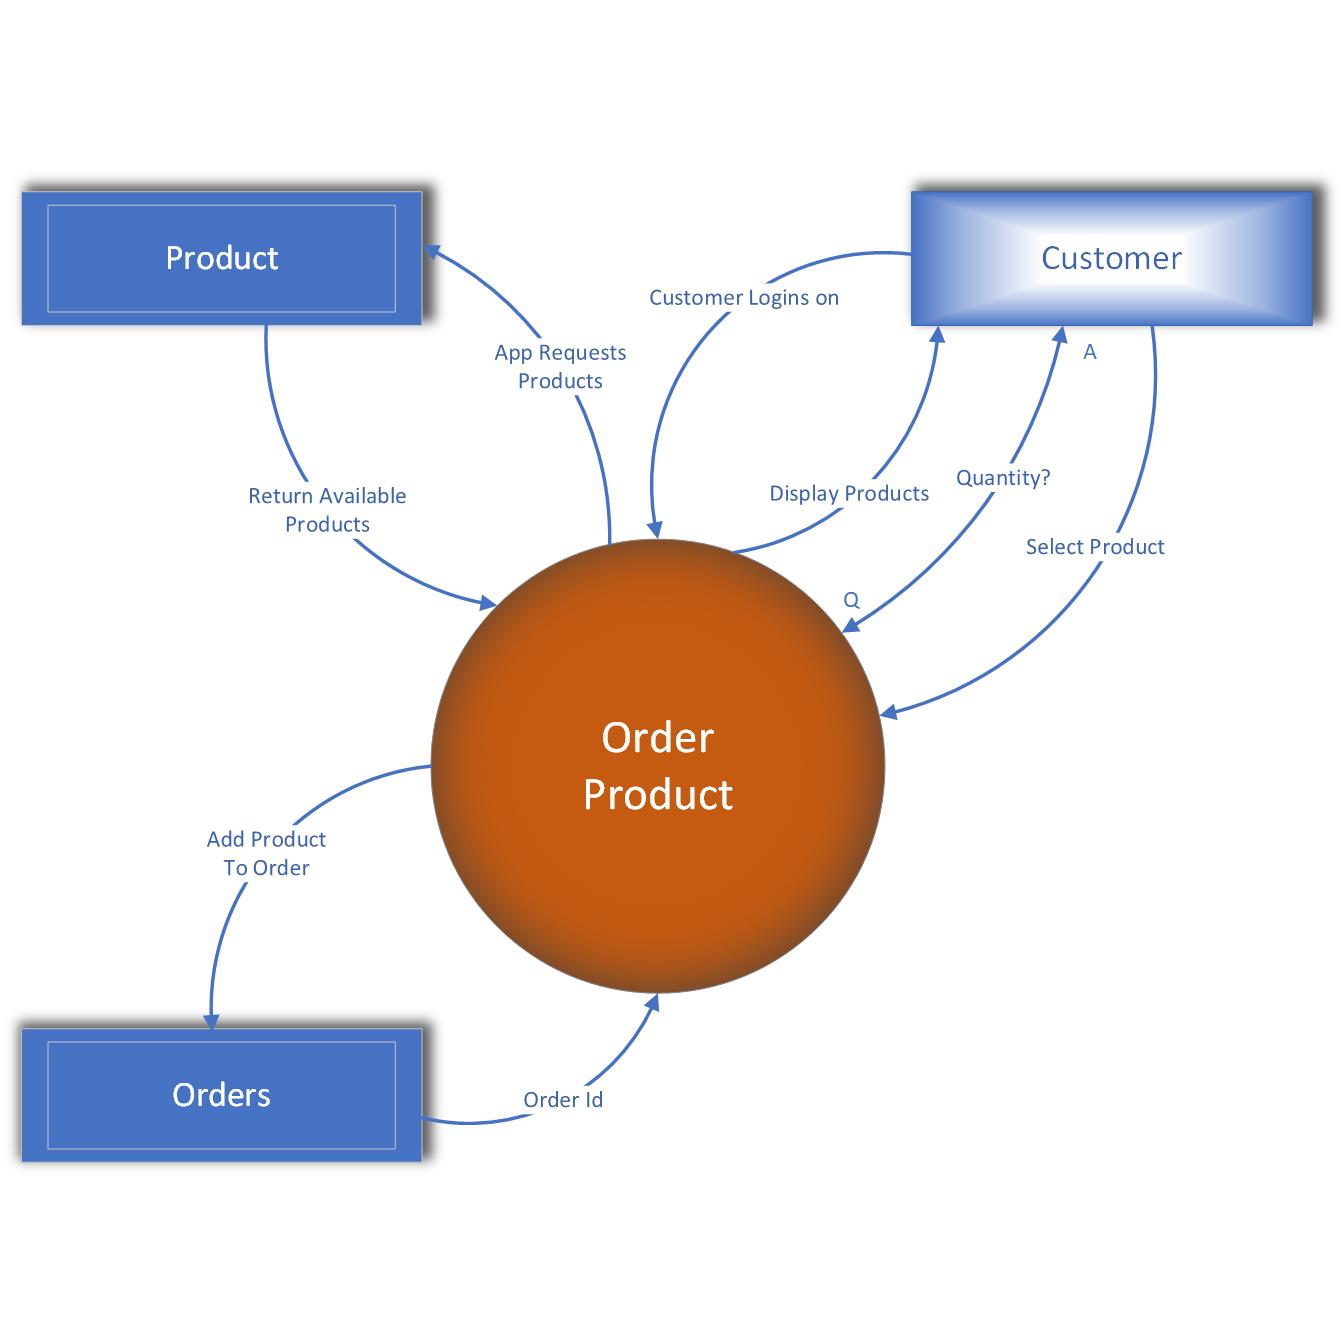 Product
Customer
Customer Logins on
App Requests
Products
A
Quantity?
Return Available
Products
Display Products
Select Product
Q
Order
Product
Add Product
To Order
Orders
Order Id